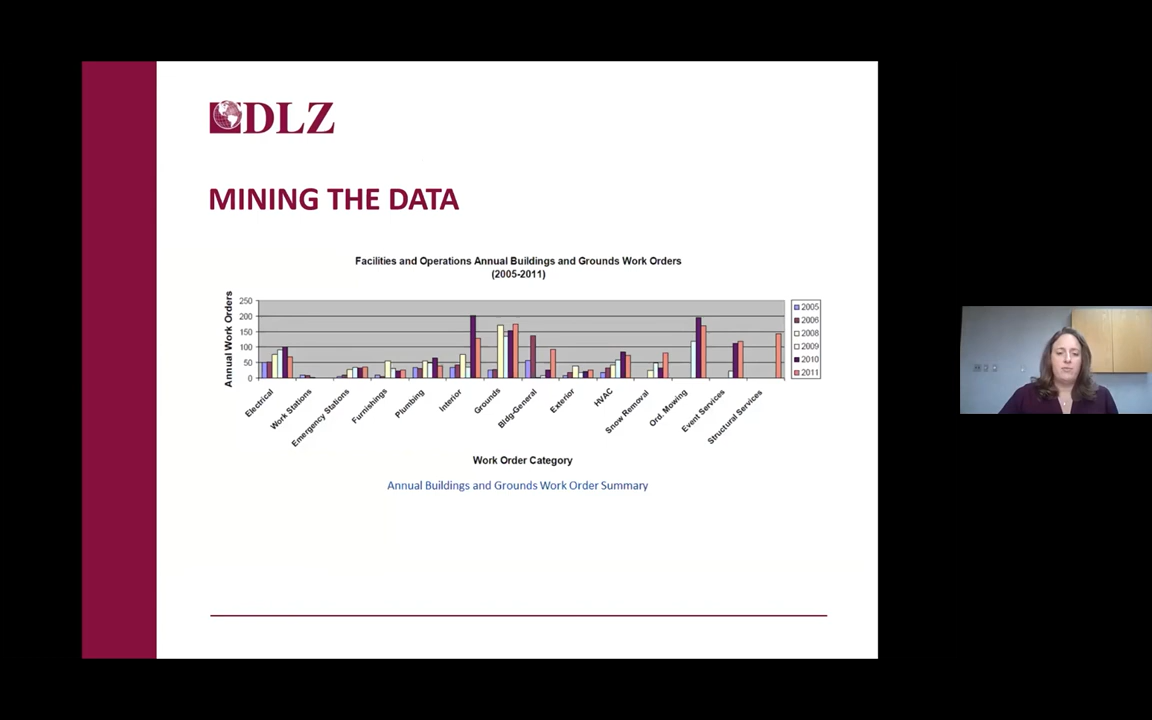 DLZ
MINING THE DATA
Facilities and Operations Annual Buildings and Grounds Work Orders
(2005-2011)
Annual Work Orders
250
200
150
100
50
0
2005
2006
2008
2009
2010
2011
Electrical
Work Stations
Emergency Stations
Furnishings
Plumbing
Interior
Grounds
Bldg-General
Exterior
HVAC
Snow Removal
Ord. Mowing
Event Services
Structural Services
Work Order Category
Annual Buildings and Grounds Work Order Summary